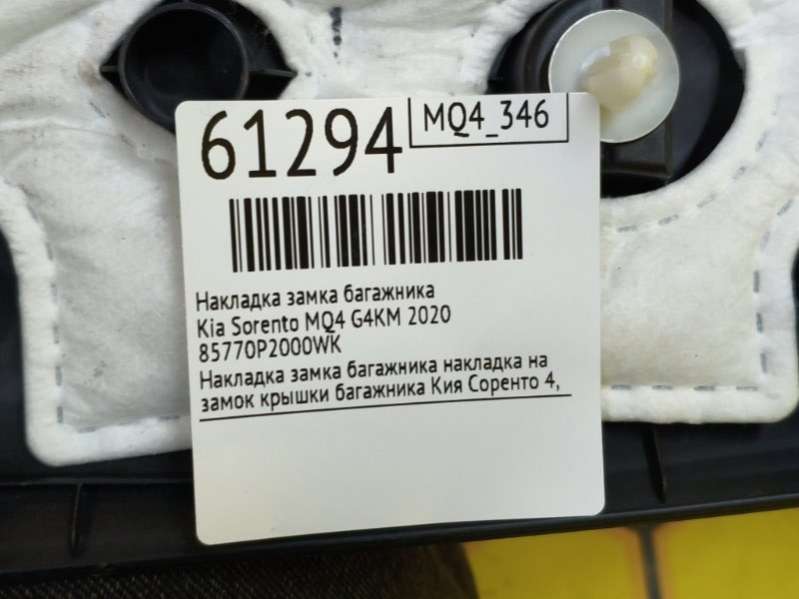 61294
MQ4_346
Накладка замка багажника
Kia Sorento MQ4 G4KM 2020
85770P2000WK
Накладка замка багажника накладка на
замок крышки багажника Кия Соренто 4,